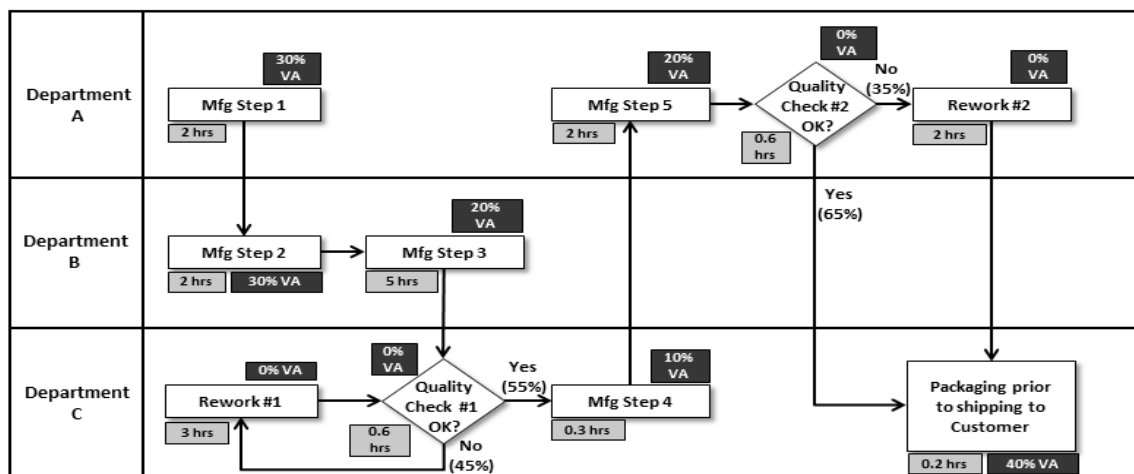 Department
A
30%
VA
Mfg Step 1
2 hrs
20%
VA
Mfg Step 5
2 hrs
0%
VA
Quality
Check #2
OK?
0.6
hrs
No
(35%)
0%
VA
Rework #2
2 hrs
Yes
(65%)
Department
B
Mfg Step 2
2 hrs
30% VA
20%
VA
Mfg Step 3
5 hrs
Department
C
0% VA
Rework #1
3 hrs
0%
VA
Quality
Check #1
OK?
0.6
hrs
Yes
(55%)
No
(45%)
10%
VA
Mfg Step 4
0.3 hrs
Packaging prior
to shipping to
Customer
0.2 hrs
40% VA